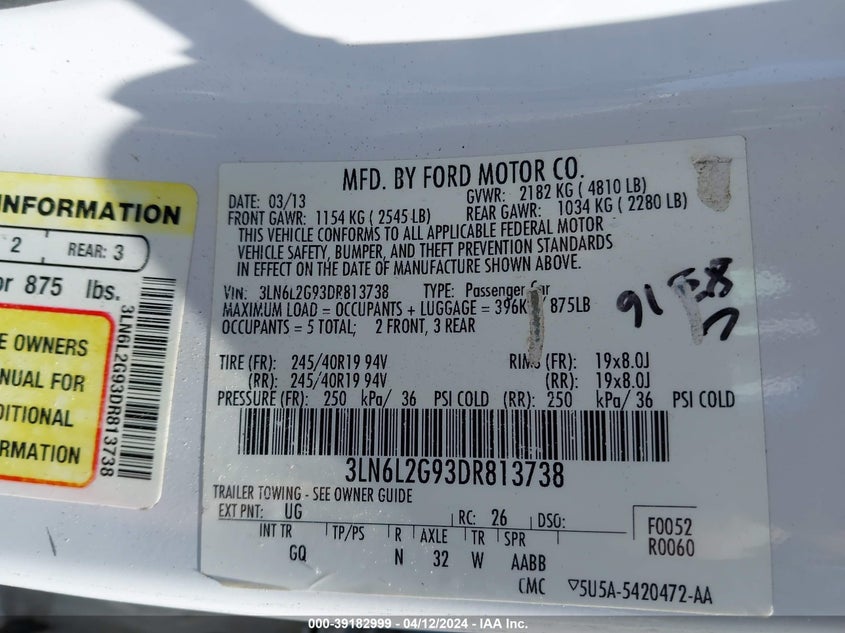 INFORMATION
2 REAR: 3
or 875 lbs.
E OWNERS
NUAL FOR
DITIONAL
ORMATION
3LN6L2G93DR813738
MFD. BY FORD MOTOR CO.
DATE: 03/13 GVWR: 2182 KG ( 4810 LB)
FRONT GAWR: 1154 KG ( 2545 LB) REAR GAWR: 1034 KG ( 2280 LB)
THIS VEHICLE CONFORMS TO ALL APPLICABLE FEDERAL MOTOR
VEHICLE SAFETY, BUMPER, AND THEFT PREVENTION STANDARDS
IN EFFECT ON THE DATE OF MANUFACTURE SHOWN ABOVE.
VIN: 3LN6L2G93DR813738 TYPE: Passenger Car
MAXIMUM LOAD = OCCUPANTS + LUGGAGE = 396K 875LB
OCCUPANTS = 5 TOTAL; 2 FRONT, 3 REAR
TIRE (FR): 245/40R19 94V RIMS (FR): 19x8.0J
(RR): 245/40R19 94V (RR): 19x8.0J
PRESSURE (FR): 250 kPa/ 36 PSI COLD (RR): 250 kPa/ 36 PSI COLD
3LN6L2G93DR813738
TRAILER TOWING - SEE OWNER GUIDE
EXT PNT: UG RC: 26 DSO: F0052
INT TR TP/PS R AXLE TR SPR R0060
GQ N 32 W AABB
CMC 5U5A-5420472-AA
000-39182999 / 04/12/2024 - IAA Inc.